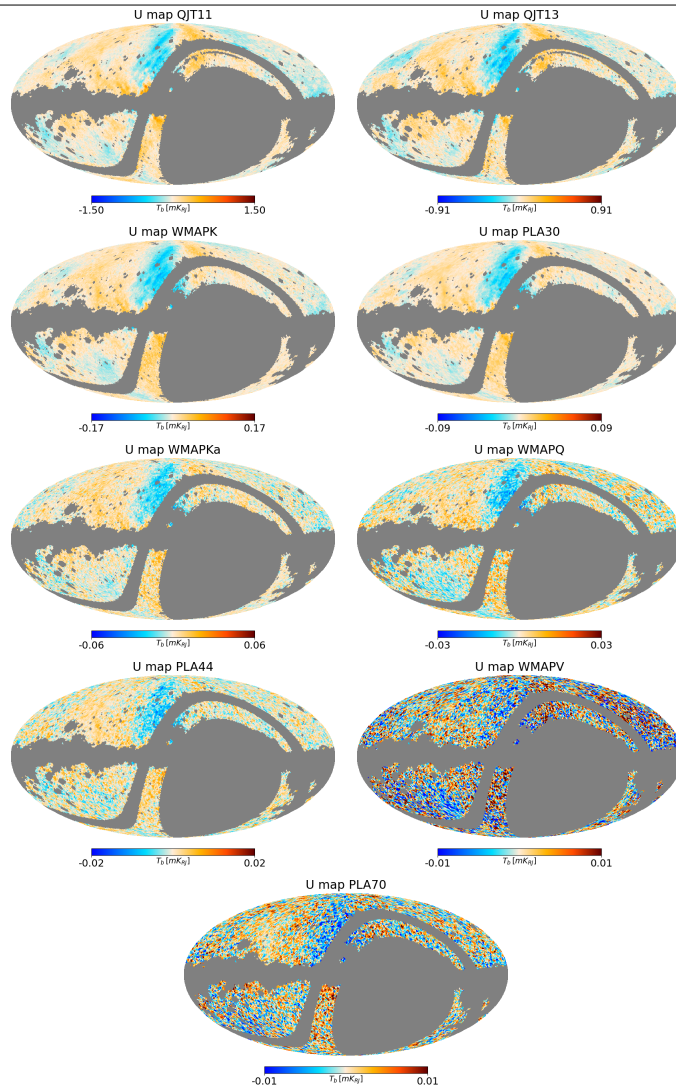 U map QJT11
U map QJT13
-1.50 T_b [mK_RJ] 1.50
-0.91 T_b [mK_RJ] 0.91
U map WMAPK
U map PLA30
-0.17 T_b [mK_RJ] 0.17
-0.09 T_b [mK_RJ] 0.09
U map WMAPKa
U map WMAPQ
-0.06 T_b [mK_RJ] 0.06
-0.03 T_b [mK_RJ] 0.03
U map PLA44
U map WMAPV
-0.02 T_b [mK_RJ] 0.02
-0.01 T_b [mK_RJ] 0.01
U map PLA70
-0.01 T_b [mK_RJ] 0.01